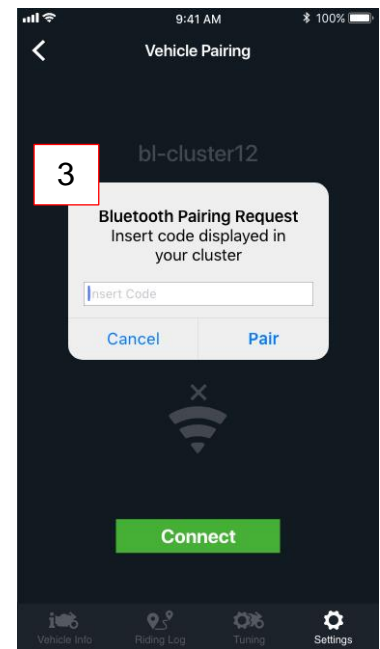 9:41 AM
100%
Vehicle Pairing
bl-cluster12
3
Bluetooth Pairing Request
Insert code displayed in
your cluster
Insert Code
Cancel
Pair
Connect
Vehicle Info
Riding Log
Tuning
Settings